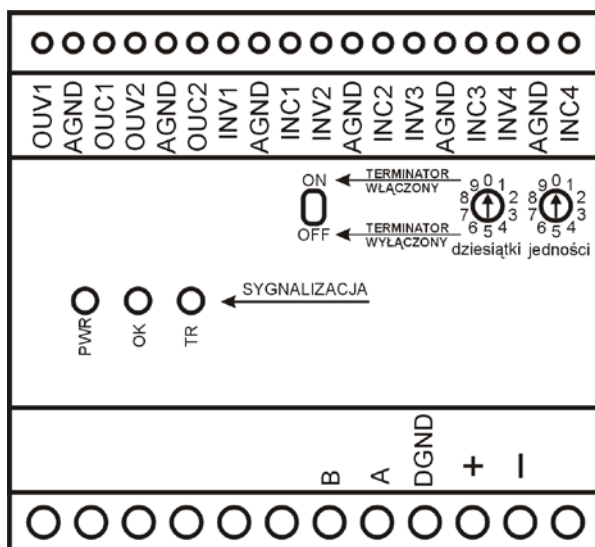 OUV1 AGND OUC1 OUV2 AGND OUC2 INV1 AGND INC1 INV2 AGND INC2 INV3 AGND INC3 INV4 AGND INC4
ON TERMINATOR WŁĄCZONY
OFF TERMINATOR WYŁĄCZONY
9 0 1
8 2
7 3
6 5 4
dziesiątki
9 0 1
8 2
7 3
6 5 4
jedności
SYGNALIZACJA
PWR OK TR
B A DGND + −